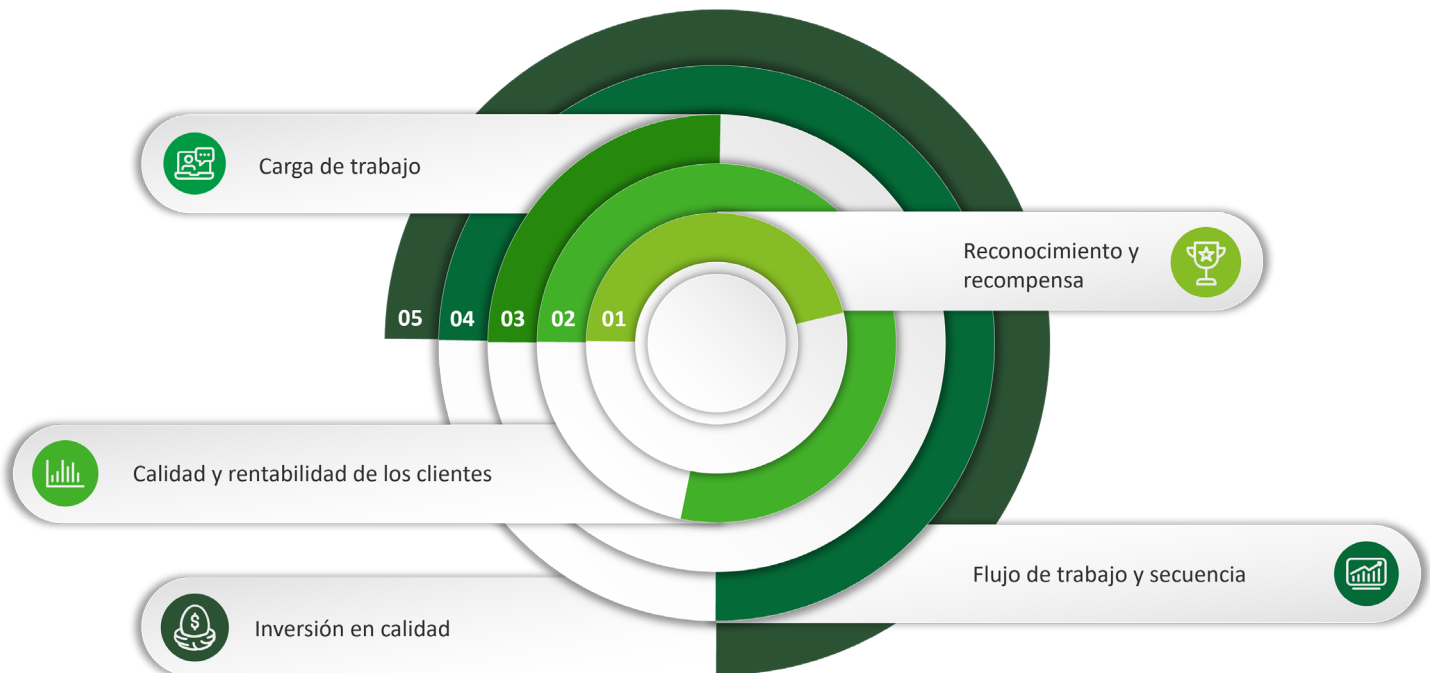 Carga de trabajo
Reconocimiento y
recompensa
05 04 03 02 01
Calidad y rentabilidad de los clientes
Flujo de trabajo y secuencia
Inversión en calidad
$